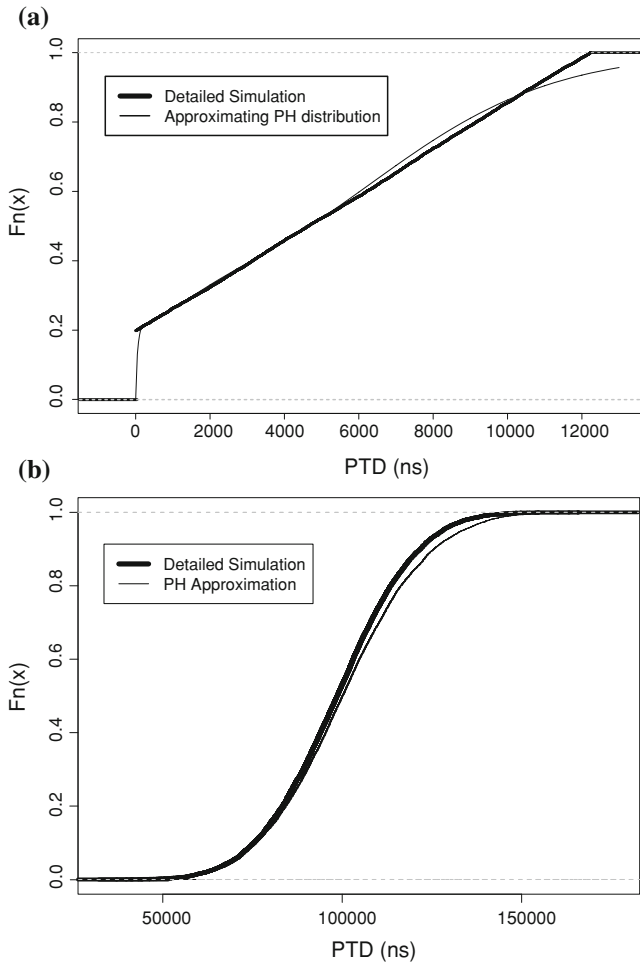 (a)
Detailed Simulation
Approximating PH distribution
Fn(x)
1.0
0.8
0.6
0.4
0.2
0.0
0 2000 4000 6000 8000 10000 12000
PTD (ns)
(b)
Detailed Simulation
PH Approximation
Fn(x)
1.0
0.8
0.6
0.4
0.2
0.0
50000 100000 150000
PTD (ns)